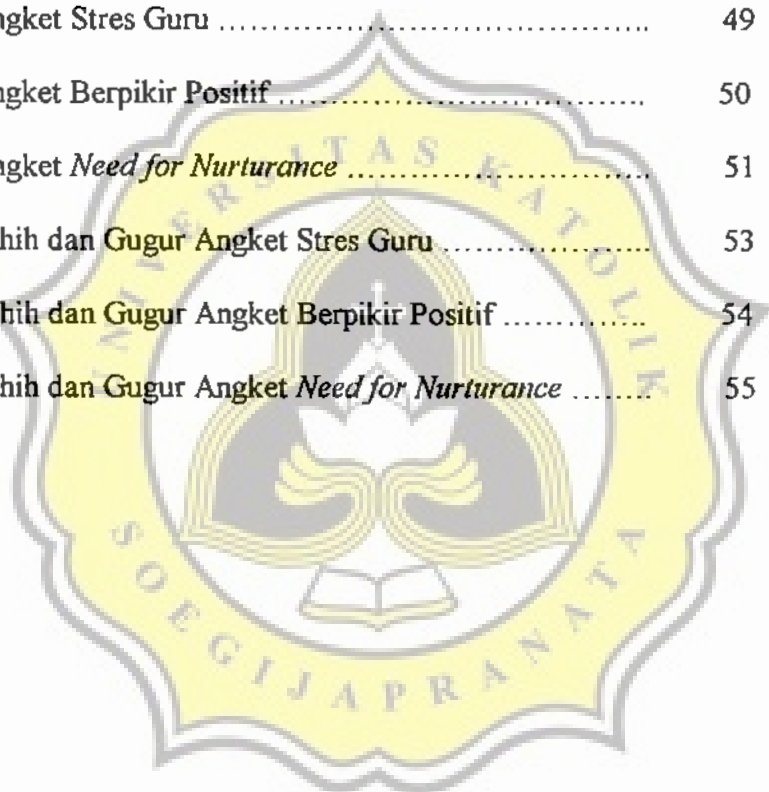 ngket Stres Guru ........................................ 49
ngket Berpikir Positif .................................. 50
ngket Need for Nurturance ............................ 51
hih dan Gugur Angket Stres Guru .................... 53
hih dan Gugur Angket Berpikir Positif ............. 54
hih dan Gugur Angket Need for Nurturance ........ 55
UNIVERSITAS KATOLIK
SOEGIJAPRANATA